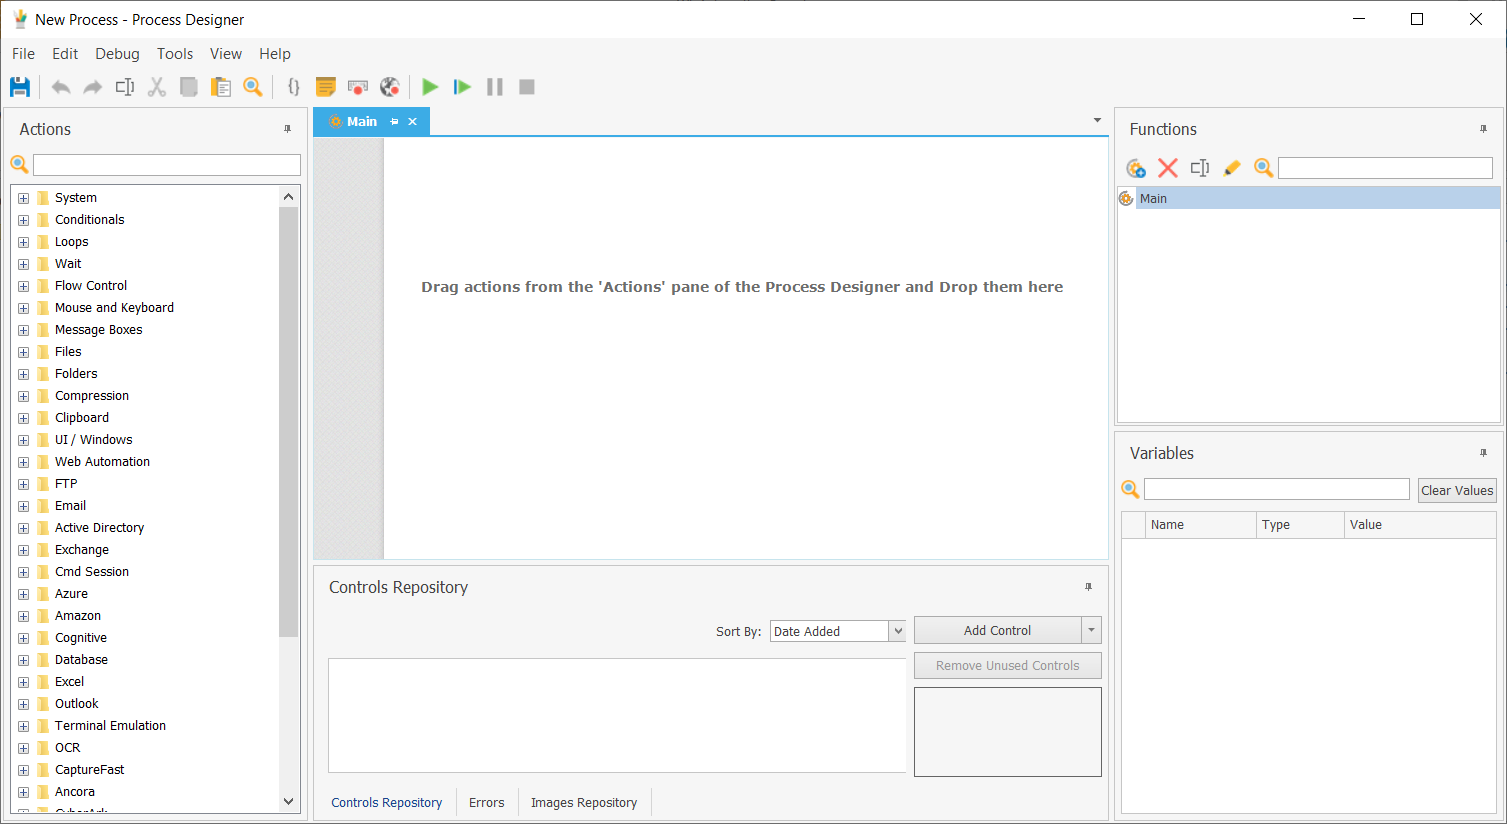 New Process - Process Designer
File Edit Debug Tools View Help
Actions
System
Conditionals
Loops
Wait
Flow Control
Mouse and Keyboard
Message Boxes
Files
Folders
Compression
Clipboard
UI / Windows
Web Automation
FTP
Email
Active Directory
Exchange
Cmd Session
Azure
Amazon
Cognitive
Database
Excel
Outlook
Terminal Emulation
OCR
CaptureFast
Ancora
CyberArk
Main
Drag actions from the 'Actions' pane of the Process Designer and Drop them here
Controls Repository
Sort By: Date Added
Add Control
Remove Unused Controls
Controls Repository Errors Images Repository
Functions
Main
Variables
Clear Values
Name Type Value